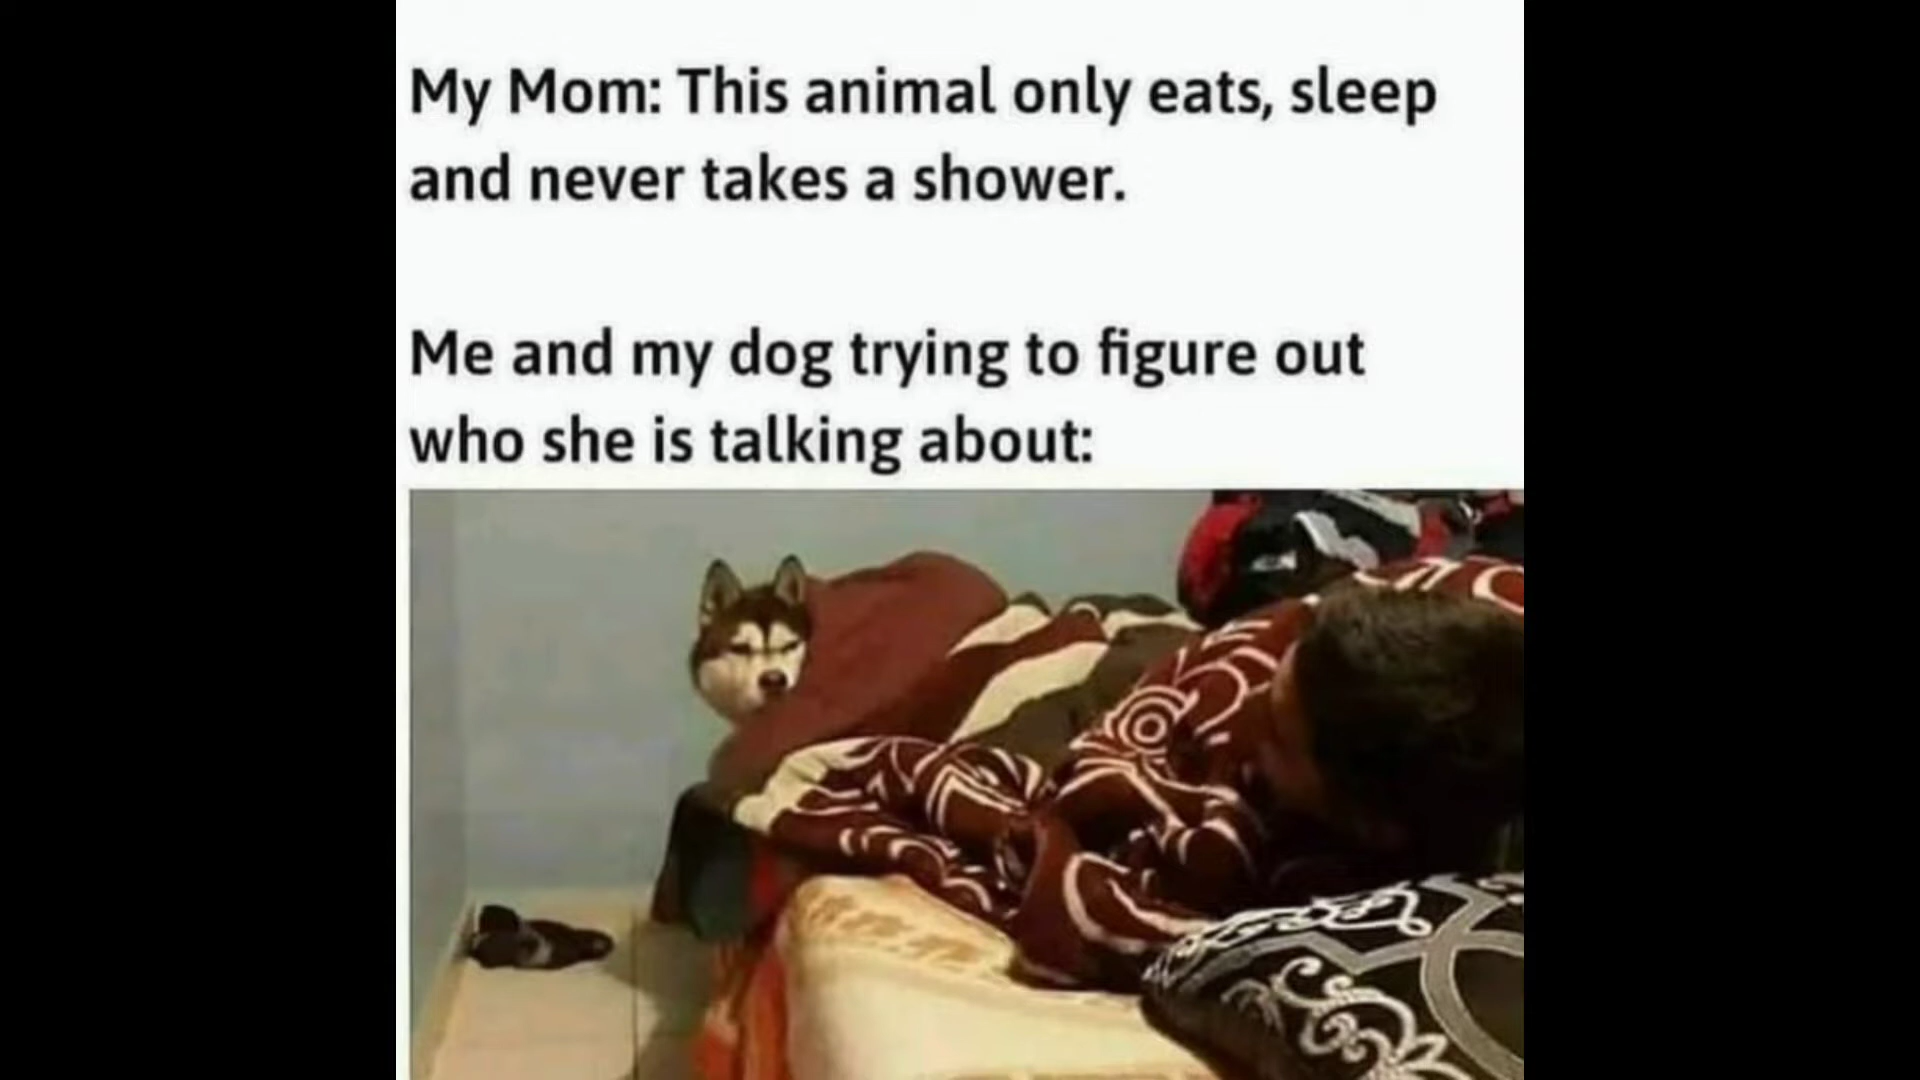 My Mom: This animal only eats, sleep
and never takes a shower.
Me and my dog trying to figure out
who she is talking about: